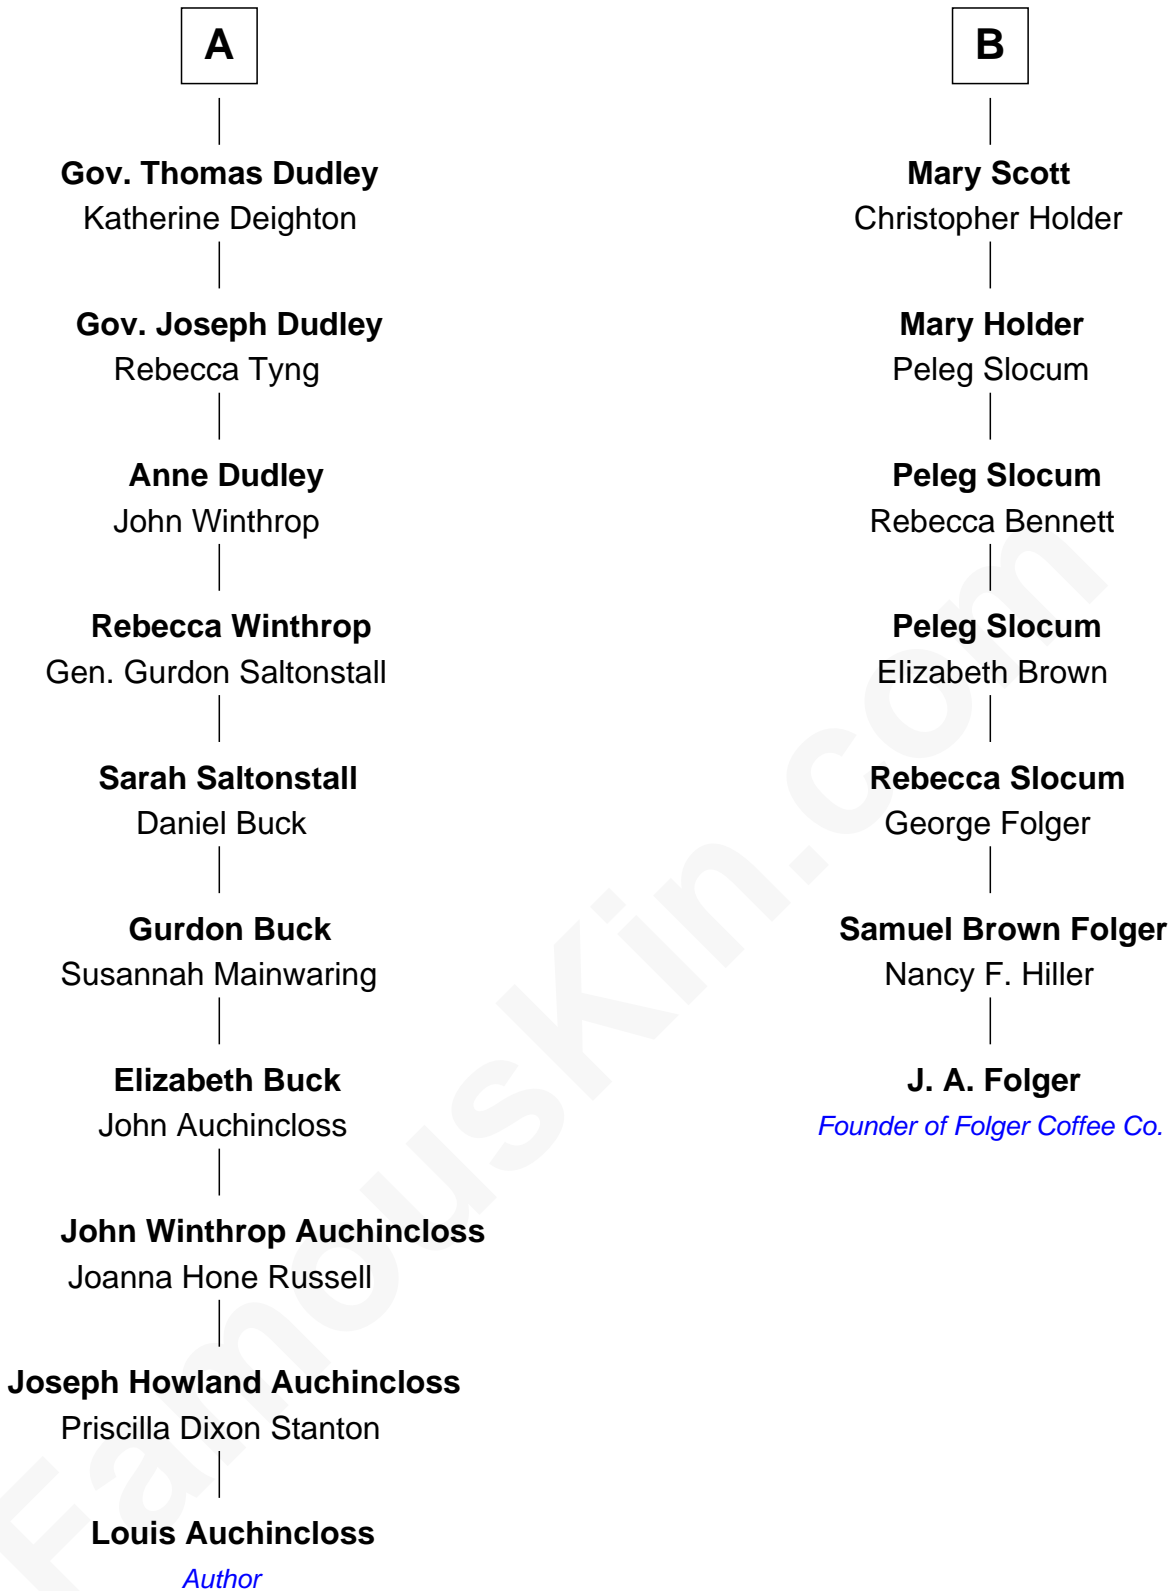 A
Gov. Thomas Dudley
Katherine Deighton
Gov. Joseph Dudley
Rebecca Tyng
Anne Dudley
John Winthrop
Rebecca Winthrop
Gen. Gurdon Saltonstall
Sarah Saltonstall
Daniel Buck
Gurdon Buck
Susannah Mainwaring
Elizabeth Buck
John Auchincloss
John Winthrop Auchincloss
Joanna Hone Russell
Joseph Howland Auchincloss
Priscilla Dixon Stanton
Louis Auchincloss
Author
B
Mary Scott
Christopher Holder
Mary Holder
Peleg Slocum
Peleg Slocum
Rebecca Bennett
Peleg Slocum
Elizabeth Brown
Rebecca Slocum
George Folger
Samuel Brown Folger
Nancy F. Hiller
J. A. Folger
Founder of Folger Coffee Co.
FamousKin.com